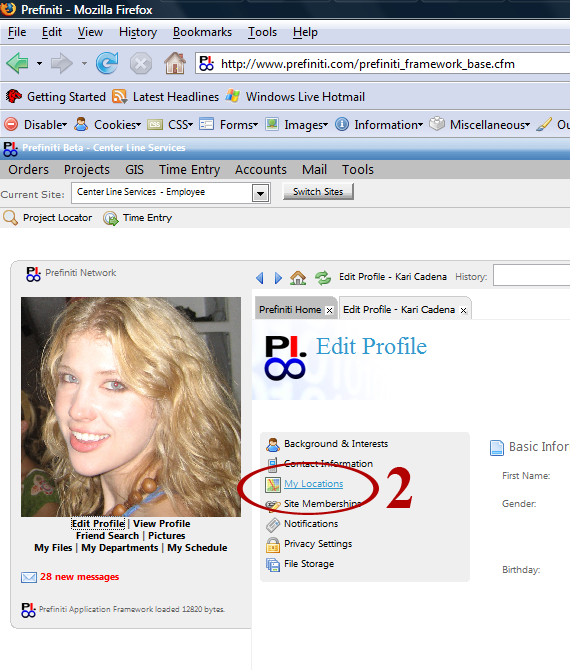 Prefiniti - Mozilla Firefox
File Edit View History Bookmarks Tools Help
http://www.prefiniti.com/prefiniti_framework_base.cfm
Getting Started Latest Headlines Windows Live Hotmail
Disable Cookies CSS Forms Images Information Miscellaneous Ou
Prefiniti Beta - Center Line Services
Orders Projects GIS Time Entry Accounts Mail Tools
Current Site: Center Line Services - Employee Switch Sites
Project Locator Time Entry
PI. Prefiniti Network
Edit Profile - Kari Cadena History:
Prefiniti Home x Edit Profile - Kari Cadena x
PI. Edit Profile
Background & Interests
Contact Information
My Locations
Site Memberships
Notifications
Privacy Settings
File Storage
2
Basic Infor
First Name:
Gender:
Birthday:
Edit Profile | View Profile
Friend Search | Pictures
My Files | My Departments | My Schedule
28 new messages
Prefiniti Application Framework loaded 12820 bytes.